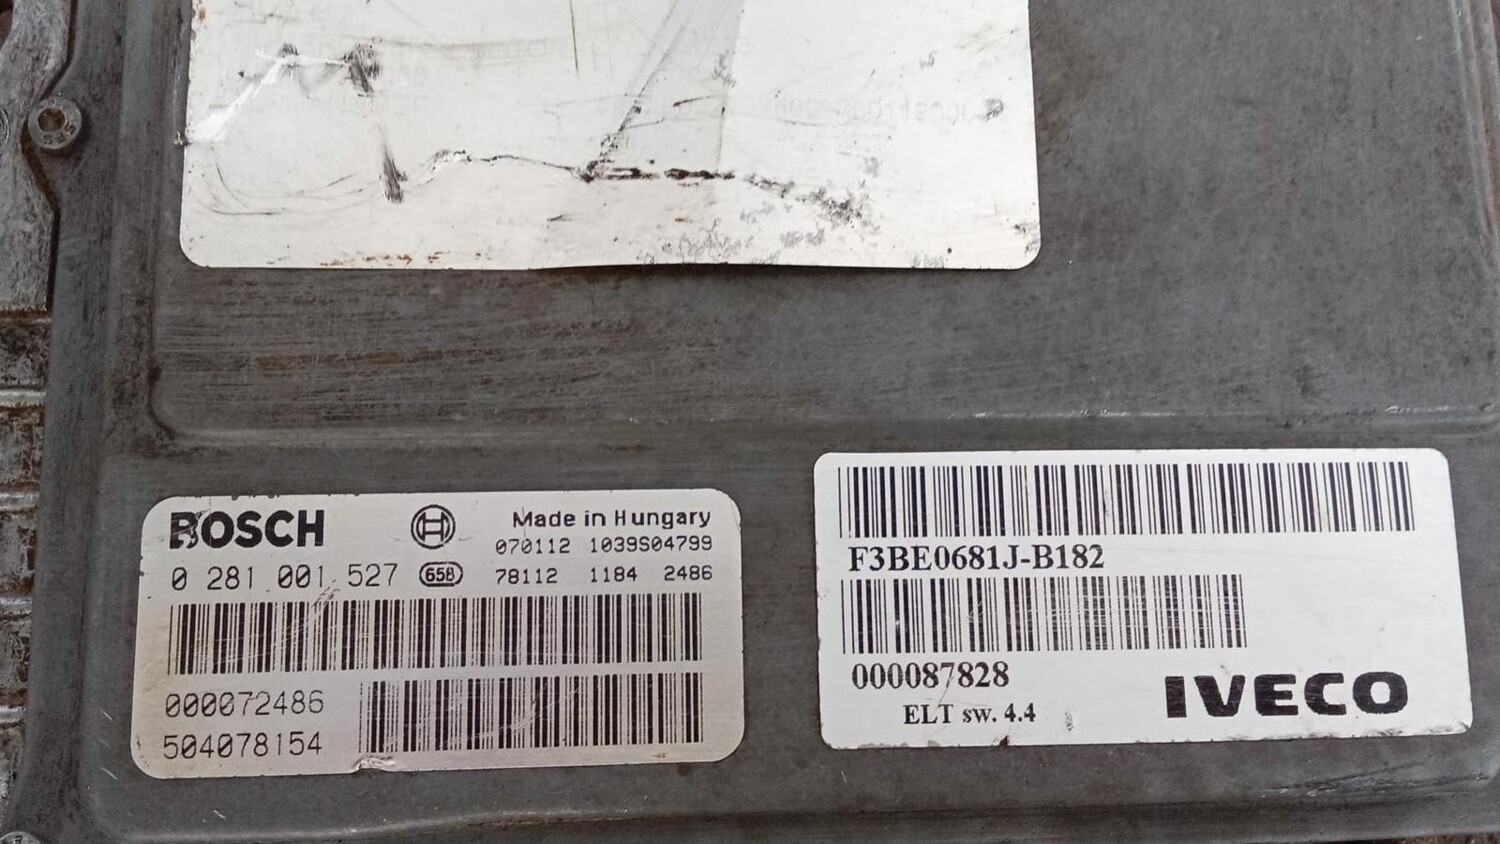 BOSCH
Made in Hungary
070112 1039S04799
0 281 001 527 65B 78112 1184 2486
000072486
504078154
F3BE0681J-B182
000087828
ELT sw. 4.4
IVECO